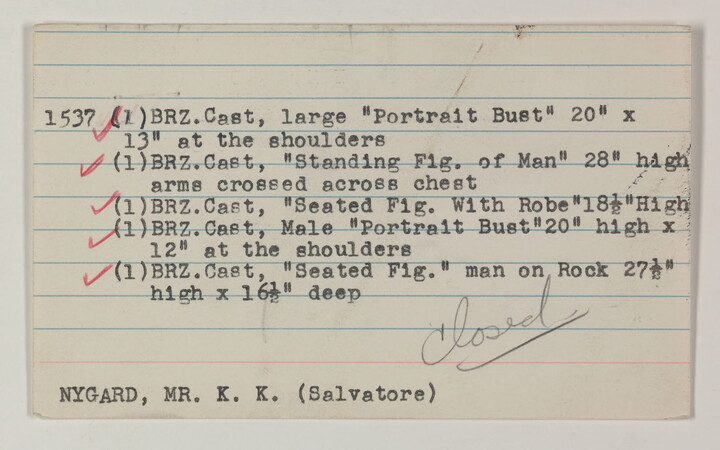 1537 (1)BRZ.Cast, large "Portrait Bust" 20" x
13" at the shoulders
(1)BRZ.Cast, "Standing Fig. of Man" 28" high
arms crossed across chest
(1)BRZ.Cast, "Seated Fig. With Robe"18½"High
(1)BRZ.Cast, Male "Portrait Bust"20" high x
12" at the shoulders
(1)BRZ.Cast, "Seated Fig." man on Rock 27½"
high x 16½" deep
Closed
NYGARD, MR. K. K. (Salvatore)